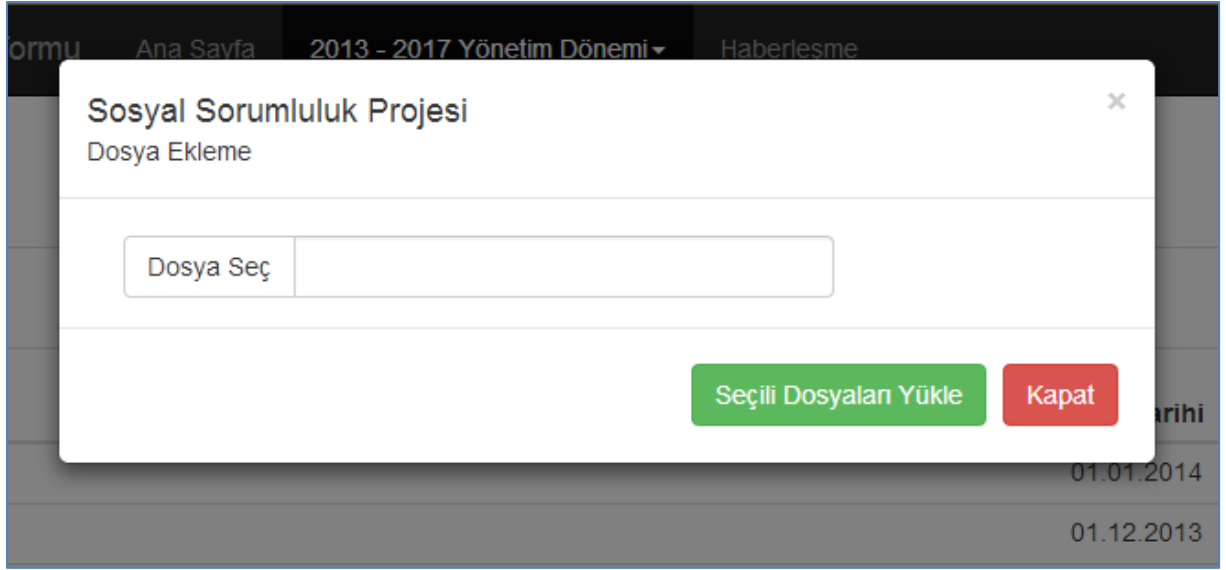 ormu Ana Sayfa 2013 - 2017 Yönetim Dönemi Haberleşme
Sosyal Sorumluluk Projesi ×
Dosya Ekleme
Dosya Seç
Seçili Dosyaları Yükle Kapat
arihi
01.01.2014
01.12.2013